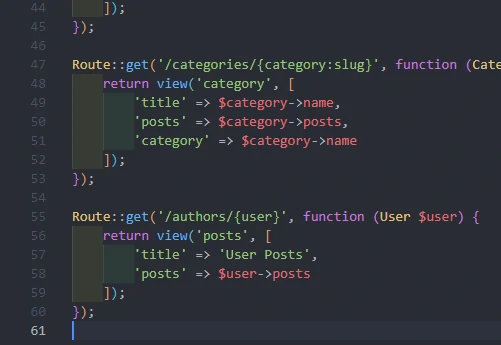 44 ]);
45 });
46
47 Route::get('/categories/{category:slug}', function (Cate
48 return view('category', [
49 'title' => $category->name,
50 'posts' => $category->posts,
51 'category' => $category->name
52 ]);
53 });
54
55 Route::get('/authors/{user}', function (User $user) {
56 return view('posts', [
57 'title' => 'User Posts',
58 'posts' => $user->posts
59 ]);
60 });
61